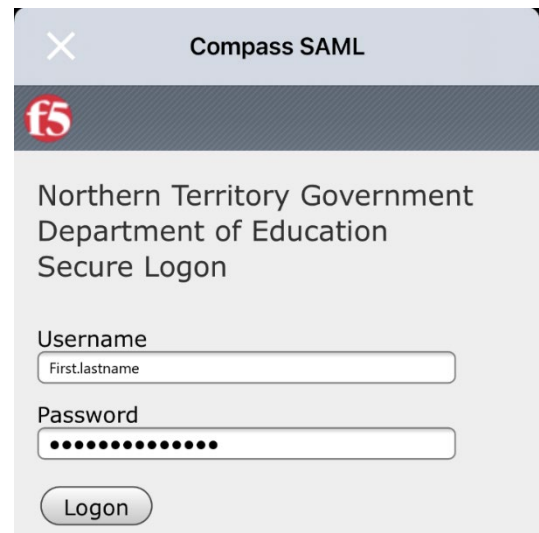 Compass SAML
f5
Northern Territory Government
Department of Education
Secure Logon
Username
First.lastname
Password
••••••••••••••
Logon